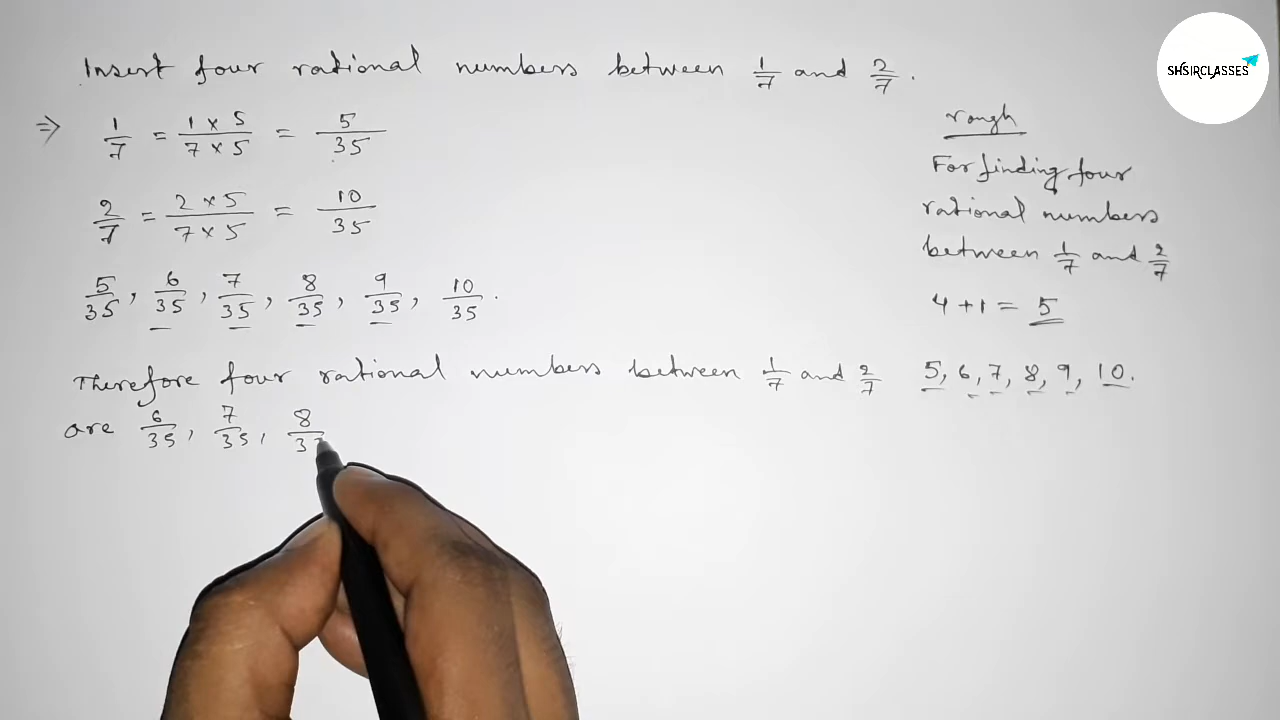 Insert four rational numbers between 1/7 and 2/7.
⇒ 1/7 = 1 × 5 / 7 × 5 = 5/35
2/7 = 2 × 5 / 7 × 5 = 10/35
5/35, 6/35, 7/35, 8/35, 9/35, 10/35.
Therefore four rational numbers between 1/7 and 2/7
are 6/35, 7/35, 8/3
rough
For finding four
rational numbers
between 1/7 and 2/7
4 + 1 = 5
5, 6, 7, 8, 9, 10.
SHSIRCLASSES